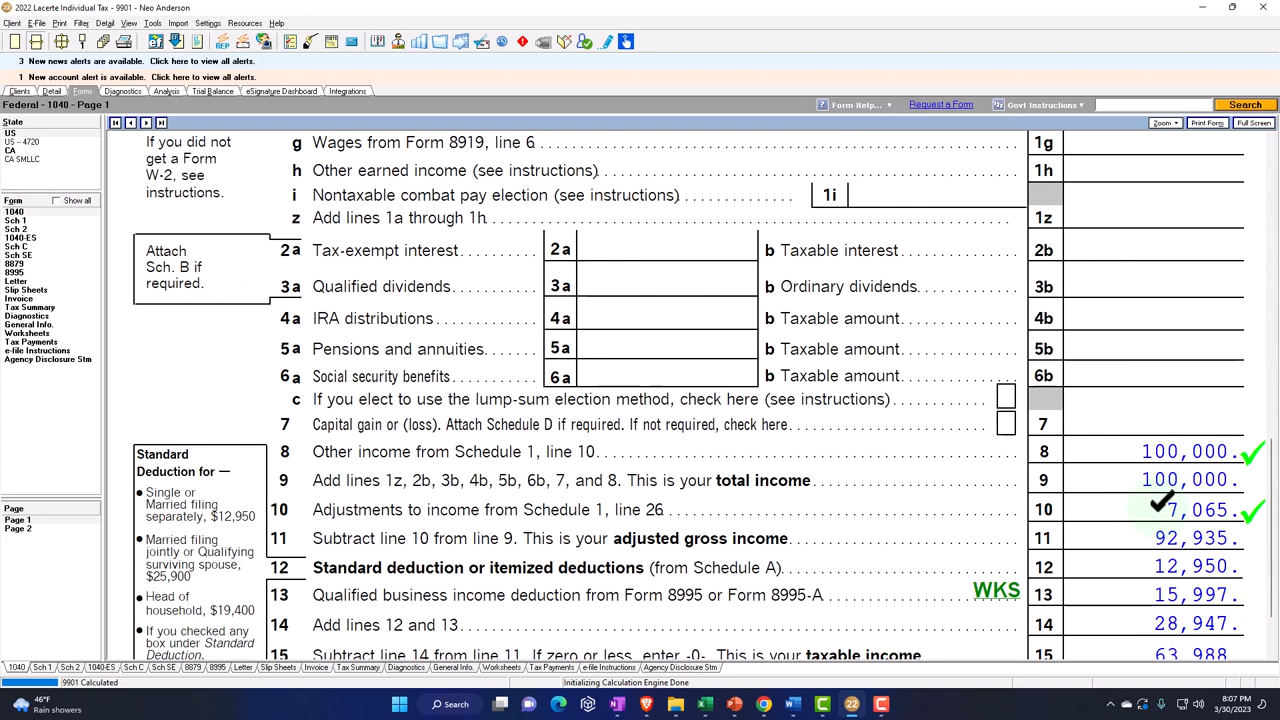 2022 Lacerte Individual Tax - 9901 - Neo Anderson
Client E-File Print Filter Detail View Tools Import Settings Resources Help
3 New news alerts are available. Click here to view all alerts.
1 New account alert is available. Click here to view all alerts.
Clients Detail Forms Diagnostics Analysis Trial Balance eSignature Dashboard Integrations
Federal - 1040 - Page 1 Form Help... Request a Form Govt Instructions Search
Zoom Print Form Full Screen
State
US
US - 4720
CA
CA SMLLC
Form Show all
1040
Sch 1
Sch 2
1040-ES
Sch C
Sch SE
8879
8995
Letter
Slip Sheets
Invoice
Tax Summary
Diagnostics
General Info.
Worksheets
Tax Payments
e-file Instructions
Agency Disclosure Stm
Page
Page 1
Page 2
If you did not
get a Form
W-2, see
instructions.
g Wages from Form 8919, line 6 1g
h Other earned income (see instructions) 1h
i Nontaxable combat pay election (see instructions) 1i
z Add lines 1a through 1h 1z
Attach
Sch. B if
required.
2a Tax-exempt interest 2a b Taxable interest 2b
3a Qualified dividends 3a b Ordinary dividends 3b
4a IRA distributions 4a b Taxable amount 4b
5a Pensions and annuities 5a b Taxable amount 5b
6a Social security benefits 6a b Taxable amount 6b
c If you elect to use the lump-sum election method, check here (see instructions)
7 Capital gain or (loss). Attach Schedule D if required. If not required, check here 7
8 Other income from Schedule 1, line 10 8 100,000.
9 Add lines 1z, 2b, 3b, 4b, 5b, 6b, 7, and 8. This is your total income 9 100,000.
10 Adjustments to income from Schedule 1, line 26 10 7,065.
11 Subtract line 10 from line 9. This is your adjusted gross income 11 92,935.
12 Standard deduction or itemized deductions (from Schedule A) 12 12,950.
13 Qualified business income deduction from Form 8995 or Form 8995-A WKS 13 15,997.
14 Add lines 12 and 13 14 28,947.
15 Subtract line 14 from line 11. If zero or less, enter -0-. This is your taxable income 15 63,988
Standard
Deduction for —
• Single or
Married filing
separately, $12,950
• Married filing
jointly or Qualifying
surviving spouse,
$25,900
• Head of
household, $19,400
• If you checked any
box under Standard
Deduction,
1040 Sch 1 Sch 2 1040-ES Sch C Sch SE 8879 8995 Letter Slip Sheets Invoice Tax Summary Diagnostics General Info. Worksheets Tax Payments e-file Instructions Agency Disclosure Stm
9901 Calculated Initializing Calculation Engine Done
46°F
Rain showers
Search
8:07 PM
3/30/2023